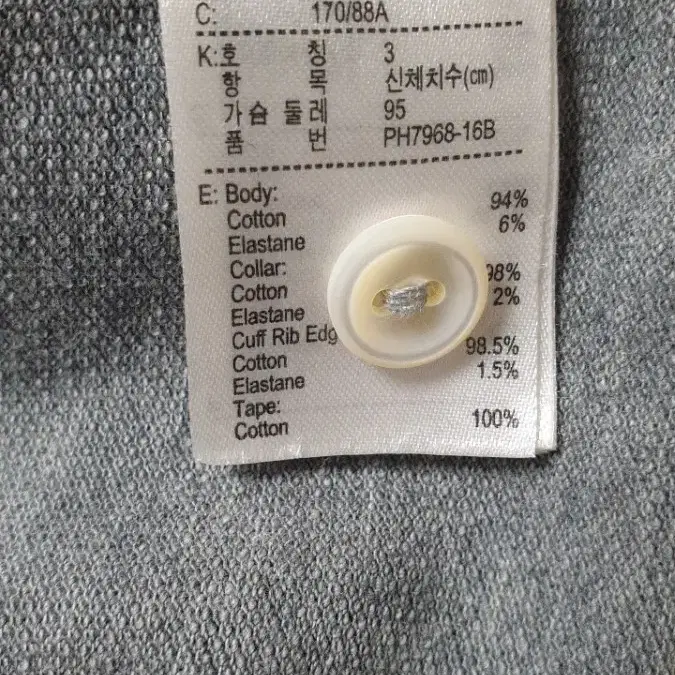 C: 170/88A
K: 호 칭 3
항 목 신체치수(cm)
가슴 둘레 95
품 번 PH7968-16B
E: Body:
Cotton 94%
Elastane 6%
Collar:
Cotton 98%
Elastane 2%
Cuff Rib Edg
Cotton 98.5%
Elastane 1.5%
Tape:
Cotton 100%